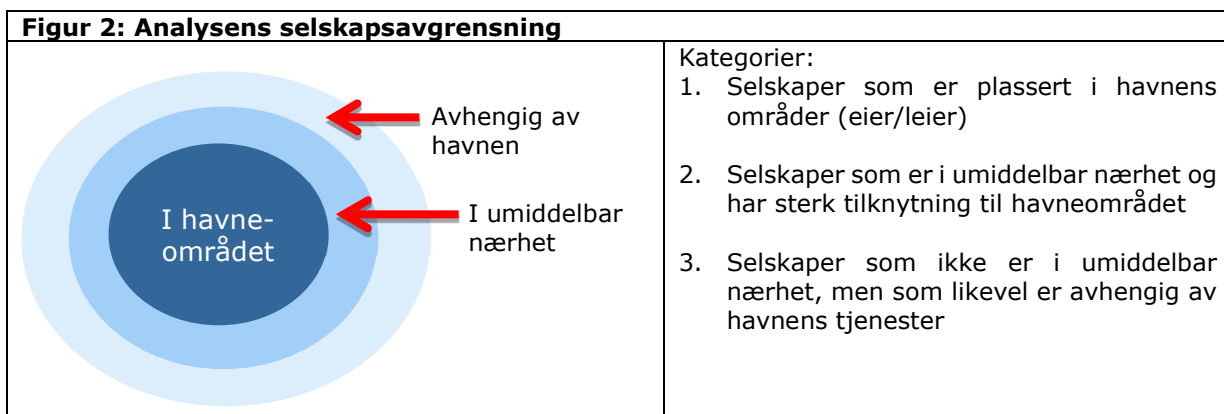 Figur 2: Analysens selskapsavgrensning
I havne-
området
Avhengig av
havnen
I umiddelbar
nærhet
Kategorier:
1. Selskaper som er plassert i havnens
områder (eier/leier)
2. Selskaper som er i umiddelbar nærhet og
har sterk tilknytning til havneområdet
3. Selskaper som ikke er i umiddelbar
nærhet, men som likevel er avhengig av
havnens tjenester